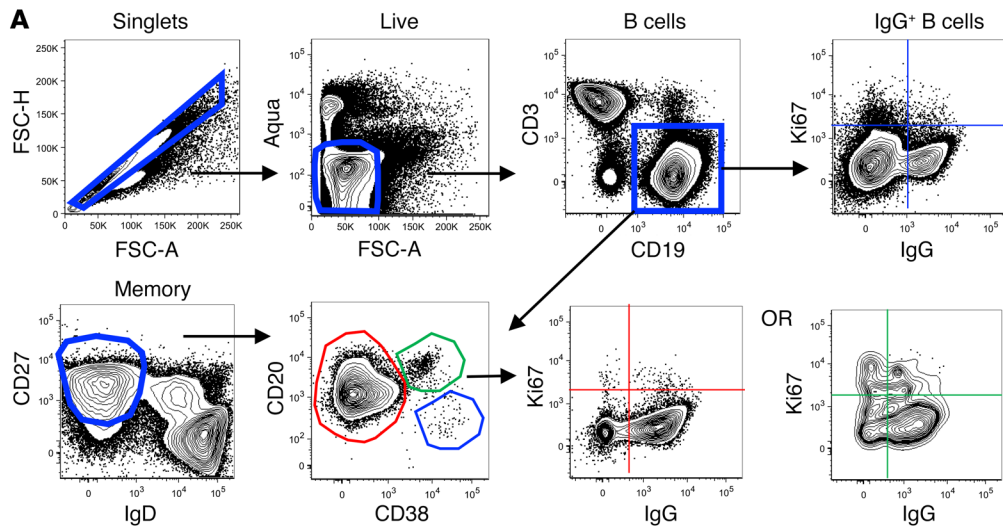 A
Singlets
Live
B cells
IgG⁺ B cells
FSC-H
250K
200K
150K
100K
50K
0
0 50K 100K 150K 200K 250K
FSC-A
Aqua
10⁵
10⁴
10³
10²
0
0 50K 100K 150K 200K 250K
FSC-A
CD3
10⁵
10⁴
10³
0
0 10³ 10⁴ 10⁵
CD19
Ki67
10⁵
10⁴
10³
0
0 10³ 10⁴ 10⁵
IgG
Memory
CD27
10⁵
10⁴
10³
0
0 10³ 10⁴ 10⁵
IgD
CD20
10⁵
10⁴
10³
10²
0
0 10³ 10⁴ 10⁵
CD38
Ki67
10⁵
10⁴
10³
0
0 10³ 10⁴ 10⁵
IgG
OR
Ki67
10⁵
10⁴
10³
0
0 10³ 10⁴ 10⁵
IgG